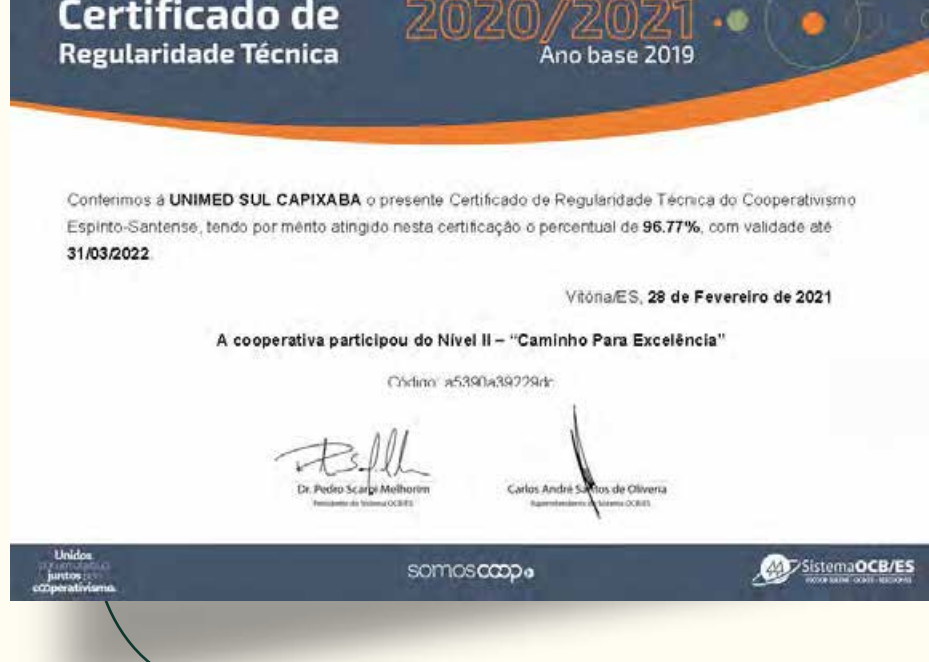 Certificado de
2020/2021
Regularidade Técnica
Ano base 2019
Conferimos à UNIMED SUL CAPIXABA o presente Certificado de Regularidade Técnica do Cooperativismo
Espírito-Santense, tendo por mérito atingido nesta certificação o percentual de 96.77%, com validade até
31/03/2022.
Vitória/ES, 28 de Fevereiro de 2021
A cooperativa participou do Nível II – “Caminho Para Excelência”
Código: a5390a39229dc
Dr. Pedro Scarpi Melhorim
Presidente do Sistema OCB/ES
Carlos André Santos de Oliveria
Superintendente do Sistema OCB/ES
Unidos
juntos por
cooperativismo.
somoscoop
SistemaOCB/ES